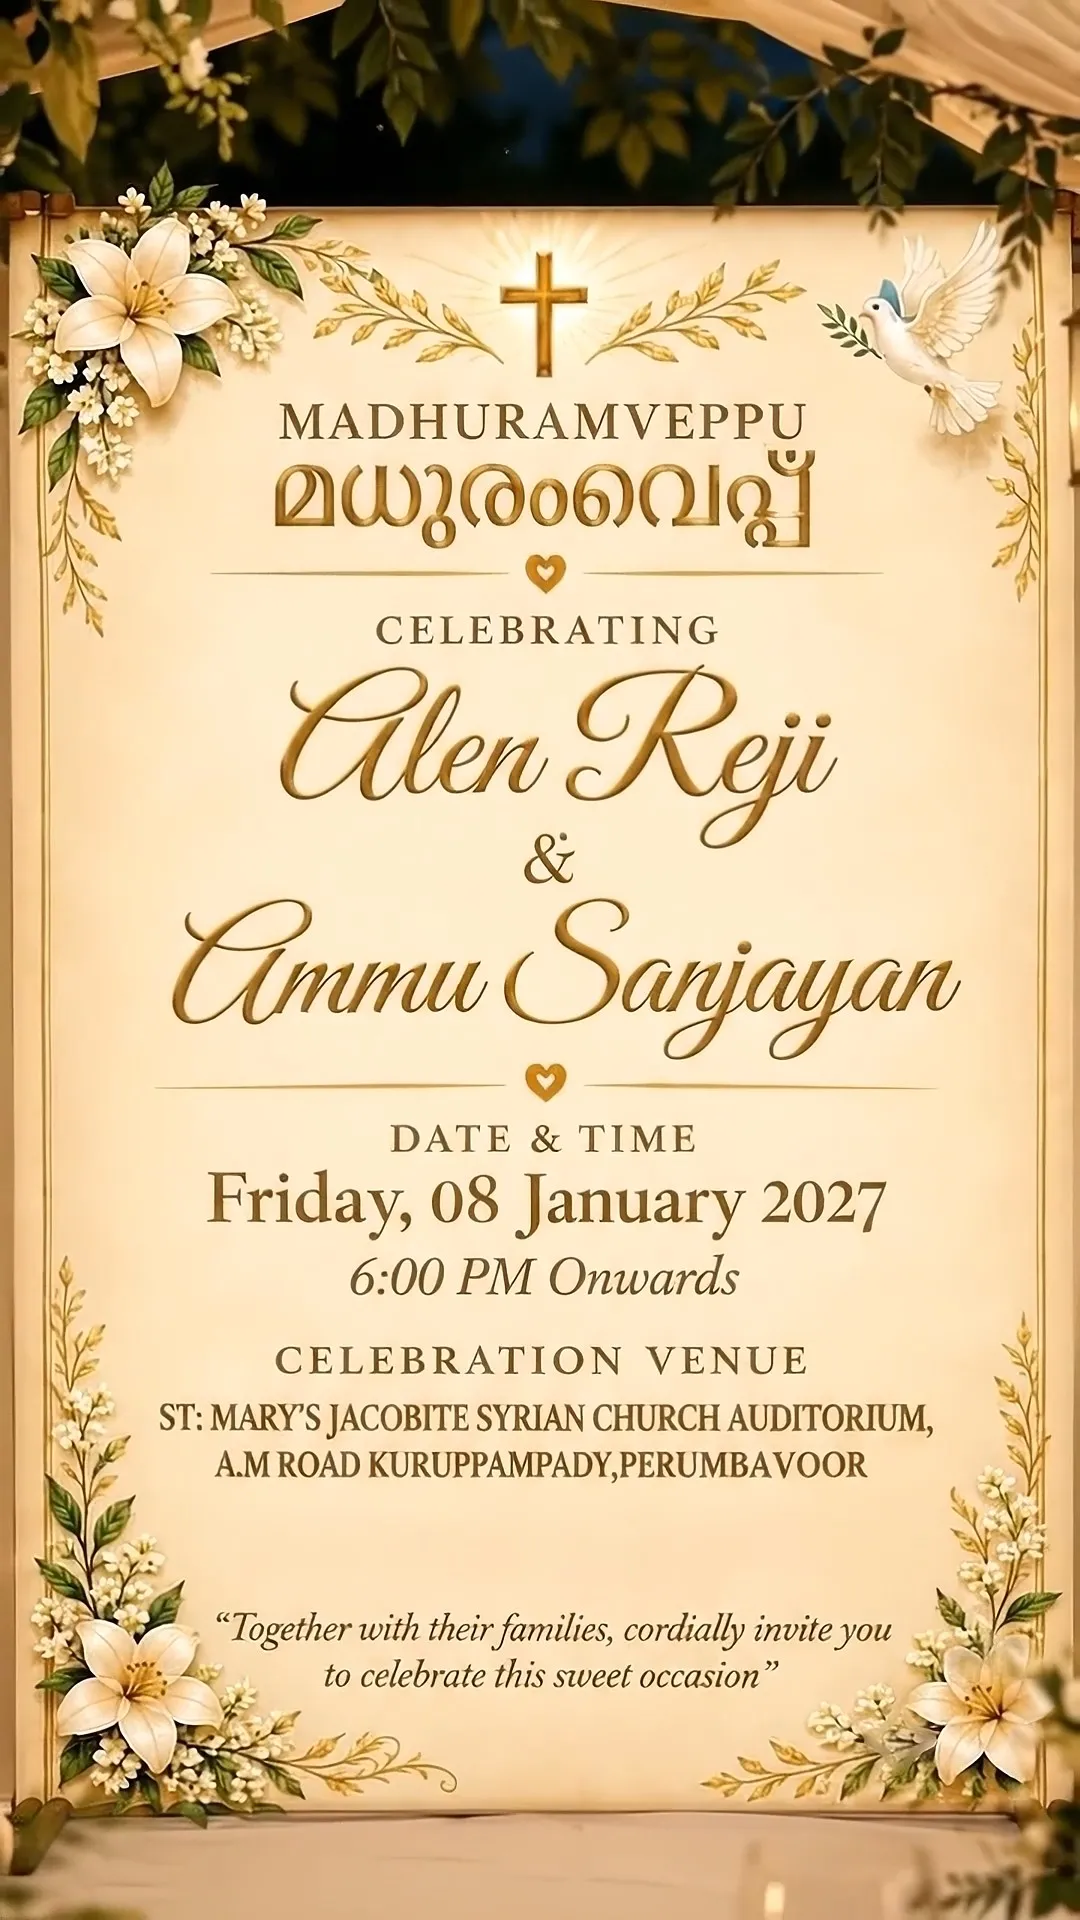 MADHURAMVEPPU
മധുരംവെപ്പ്
CELEBRATING
Alen Reji
&
Ammu Sanjayan
DATE & TIME
Friday, 08 January 2027
6:00 PM Onwards
CELEBRATION VENUE
ST: MARY'S JACOBITE SYRIAN CHURCH AUDITORIUM,
A.M ROAD KURUPPAMPADY,PERUMBAVOOR
“Together with their families, cordially invite you
to celebrate this sweet occasion”